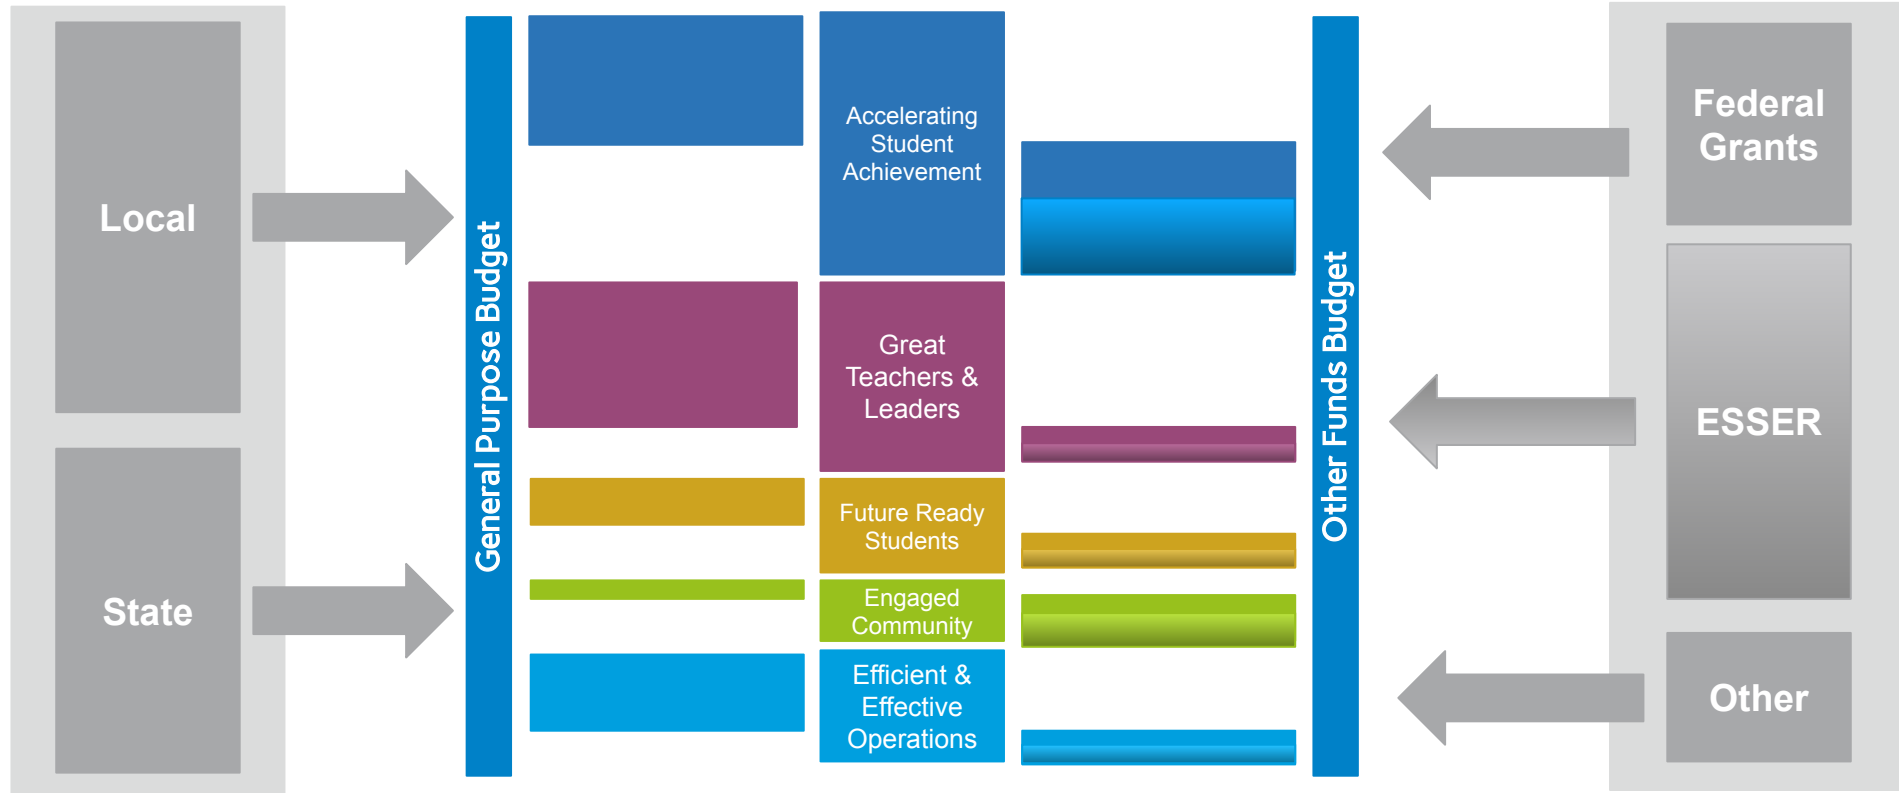 Local
State
General Purpose Budget
Accelerating
Student
Achievement
Great
Teachers &
Leaders
Future Ready
Students
Engaged
Community
Efficient &
Effective
Operations
Other Funds Budget
Federal
Grants
ESSER
Other